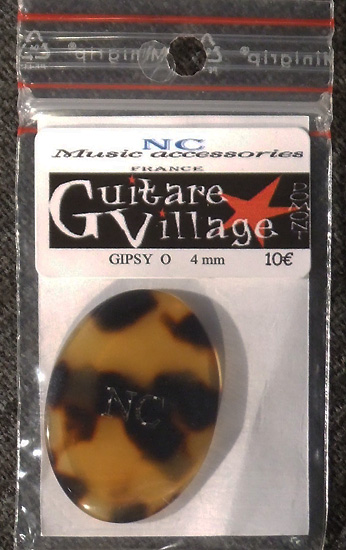 Minigrip
NC
Music accessories
FRANCE
Guitare
Village
GIPSY O 4 mm 10€
NC